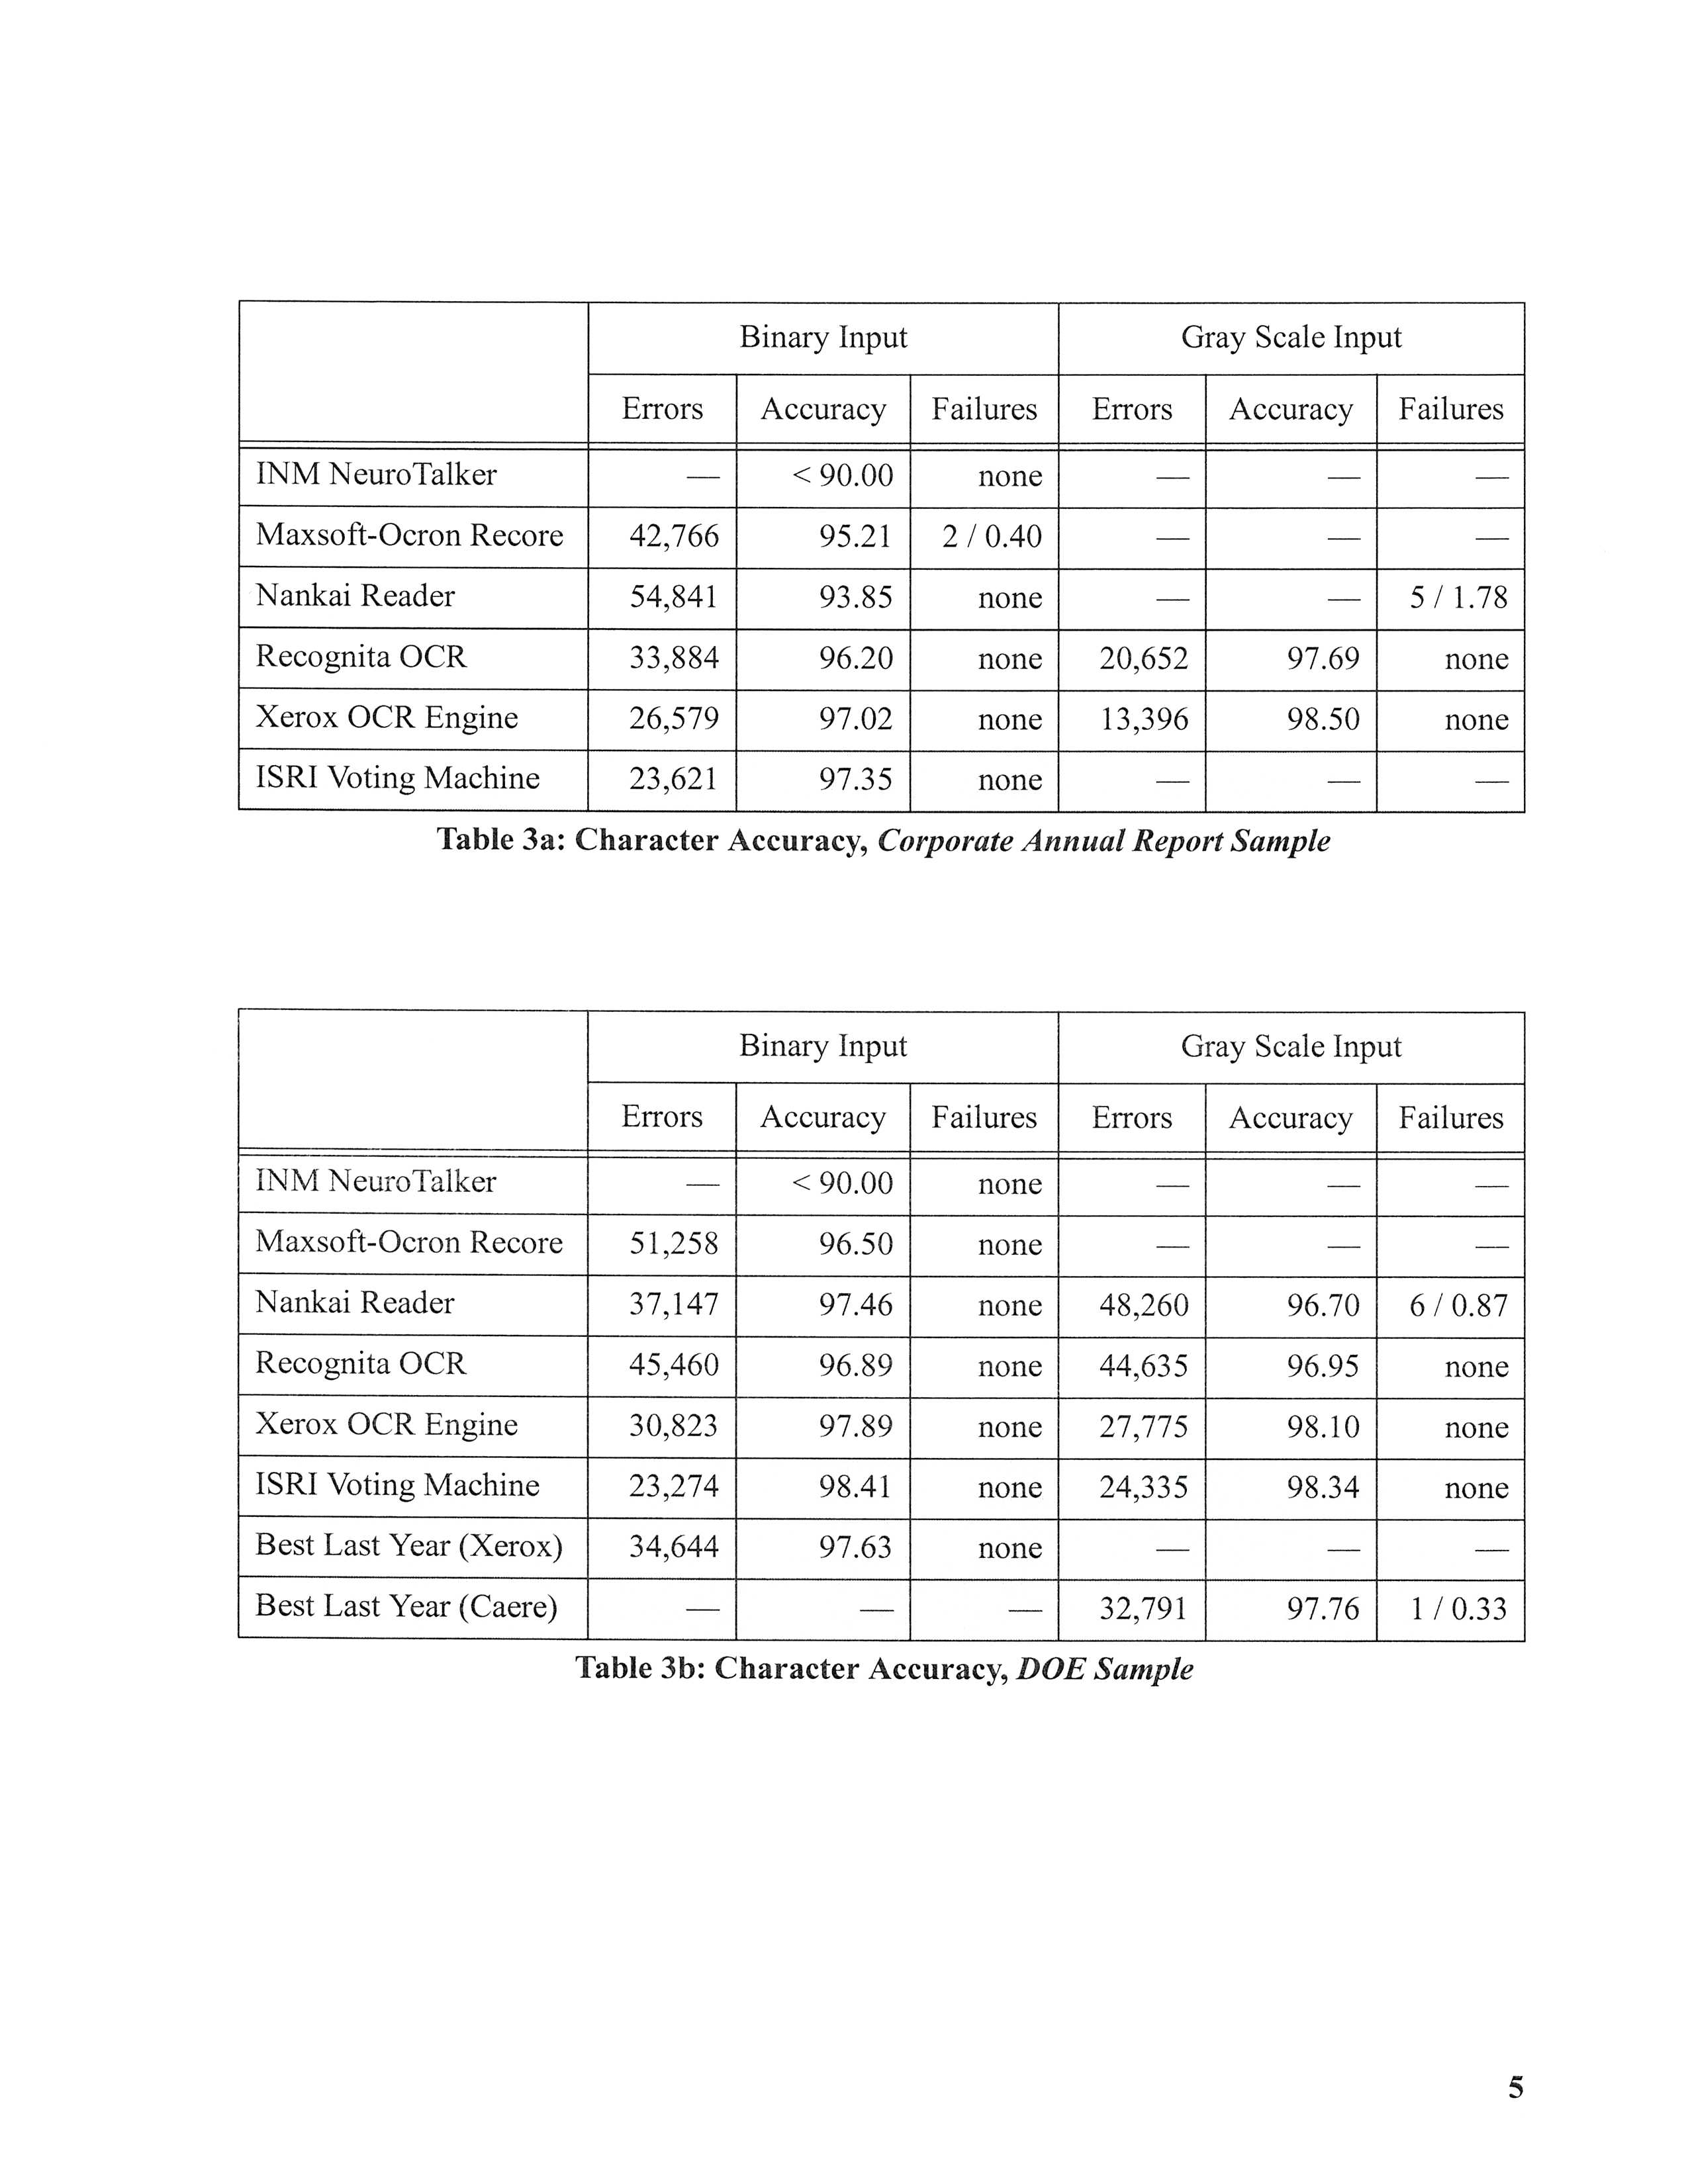 Binary Input Gray Scale Input
Errors Accuracy Failures Errors Accuracy Failures
INM NeuroTalker — < 90.00 none — — —
Maxsoft-Ocron Recore 42,766 95.21 2 / 0.40 — — —
Nankai Reader 54,841 93.85 none — — 5 / 1.78
Recognita OCR 33,884 96.20 none 20,652 97.69 none
Xerox OCR Engine 26,579 97.02 none 13,396 98.50 none
ISRI Voting Machine 23,621 97.35 none — — —
Table 3a: Character Accuracy, Corporate Annual Report Sample
Binary Input Gray Scale Input
Errors Accuracy Failures Errors Accuracy Failures
INM NeuroTalker — < 90.00 none — — —
Maxsoft-Ocron Recore 51,258 96.50 none — — —
Nankai Reader 37,147 97.46 none 48,260 96.70 6 / 0.87
Recognita OCR 45,460 96.89 none 44,635 96.95 none
Xerox OCR Engine 30,823 97.89 none 27,775 98.10 none
ISRI Voting Machine 23,274 98.41 none 24,335 98.34 none
Best Last Year (Xerox) 34,644 97.63 none — — —
Best Last Year (Caere) — — — 32,791 97.76 1 / 0.33
Table 3b: Character Accuracy, DOE Sample
5